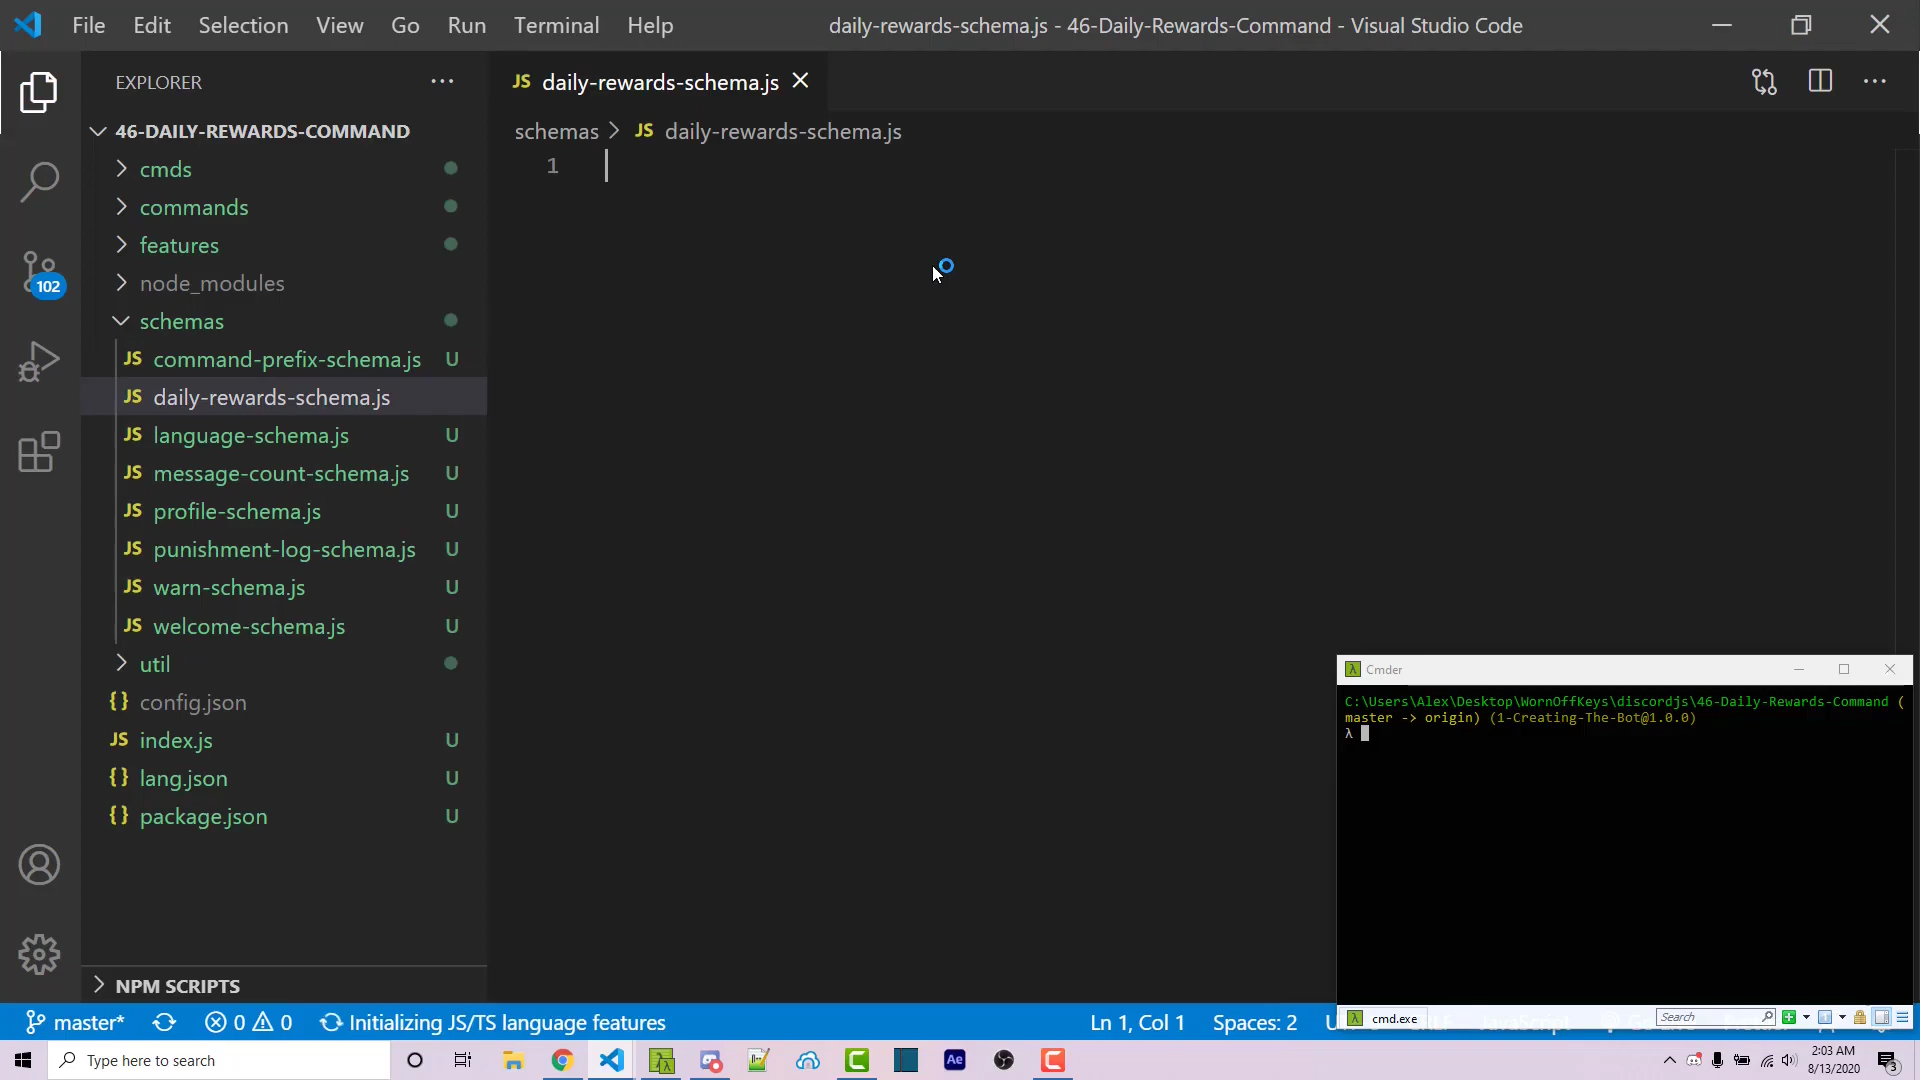 File Edit Selection View Go Run Terminal Help
daily-rewards-schema.js - 46-Daily-Rewards-Command - Visual Studio Code
EXPLORER
46-DAILY-REWARDS-COMMAND
cmds
commands
features
node_modules
schemas
JS command-prefix-schema.js U
JS daily-rewards-schema.js
JS language-schema.js U
JS message-count-schema.js U
JS profile-schema.js U
JS punishment-log-schema.js U
JS warn-schema.js U
JS welcome-schema.js U
util
{} config.json
JS index.js U
{} lang.json U
{} package.json U
NPM SCRIPTS
102
JS daily-rewards-schema.js
schemas > JS daily-rewards-schema.js
1
Cmder
C:\Users\Alex\Desktop\WornOffKeys\discordjs\46-Daily-Rewards-Command (
master -> origin) (1-Creating-The-Bot@1.0.0)
λ
cmd.exe
Search
master* 0 0 Initializing JS/TS language features
Ln 1, Col 1 Spaces: 2
Type here to search
Ae
2:03 AM
8/13/2020
3